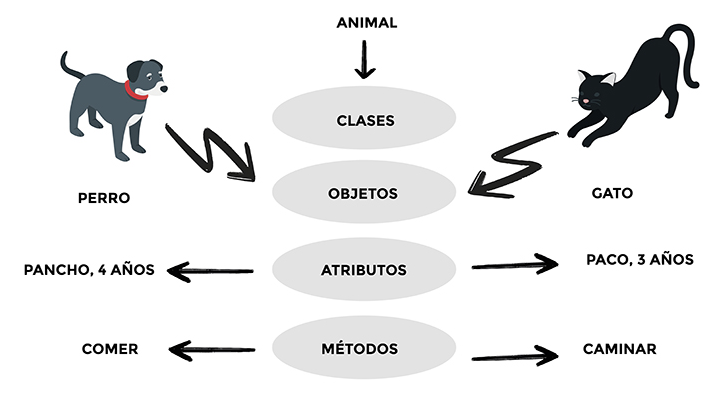 ANIMAL
CLASES
OBJETOS
PERRO
GATO
ATRIBUTOS
PANCHO, 4 AÑOS
PACO, 3 AÑOS
MÉTODOS
COMER
CAMINAR